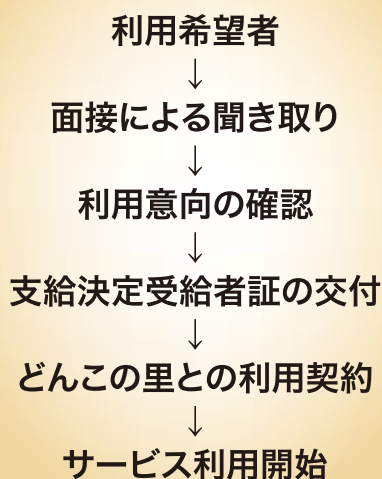 利用希望者
↓
面接による聞き取り
↓
利用意向の確認
↓
支給決定受給者証の交付
↓
どんこの里との利用契約
↓
サービス利用開始